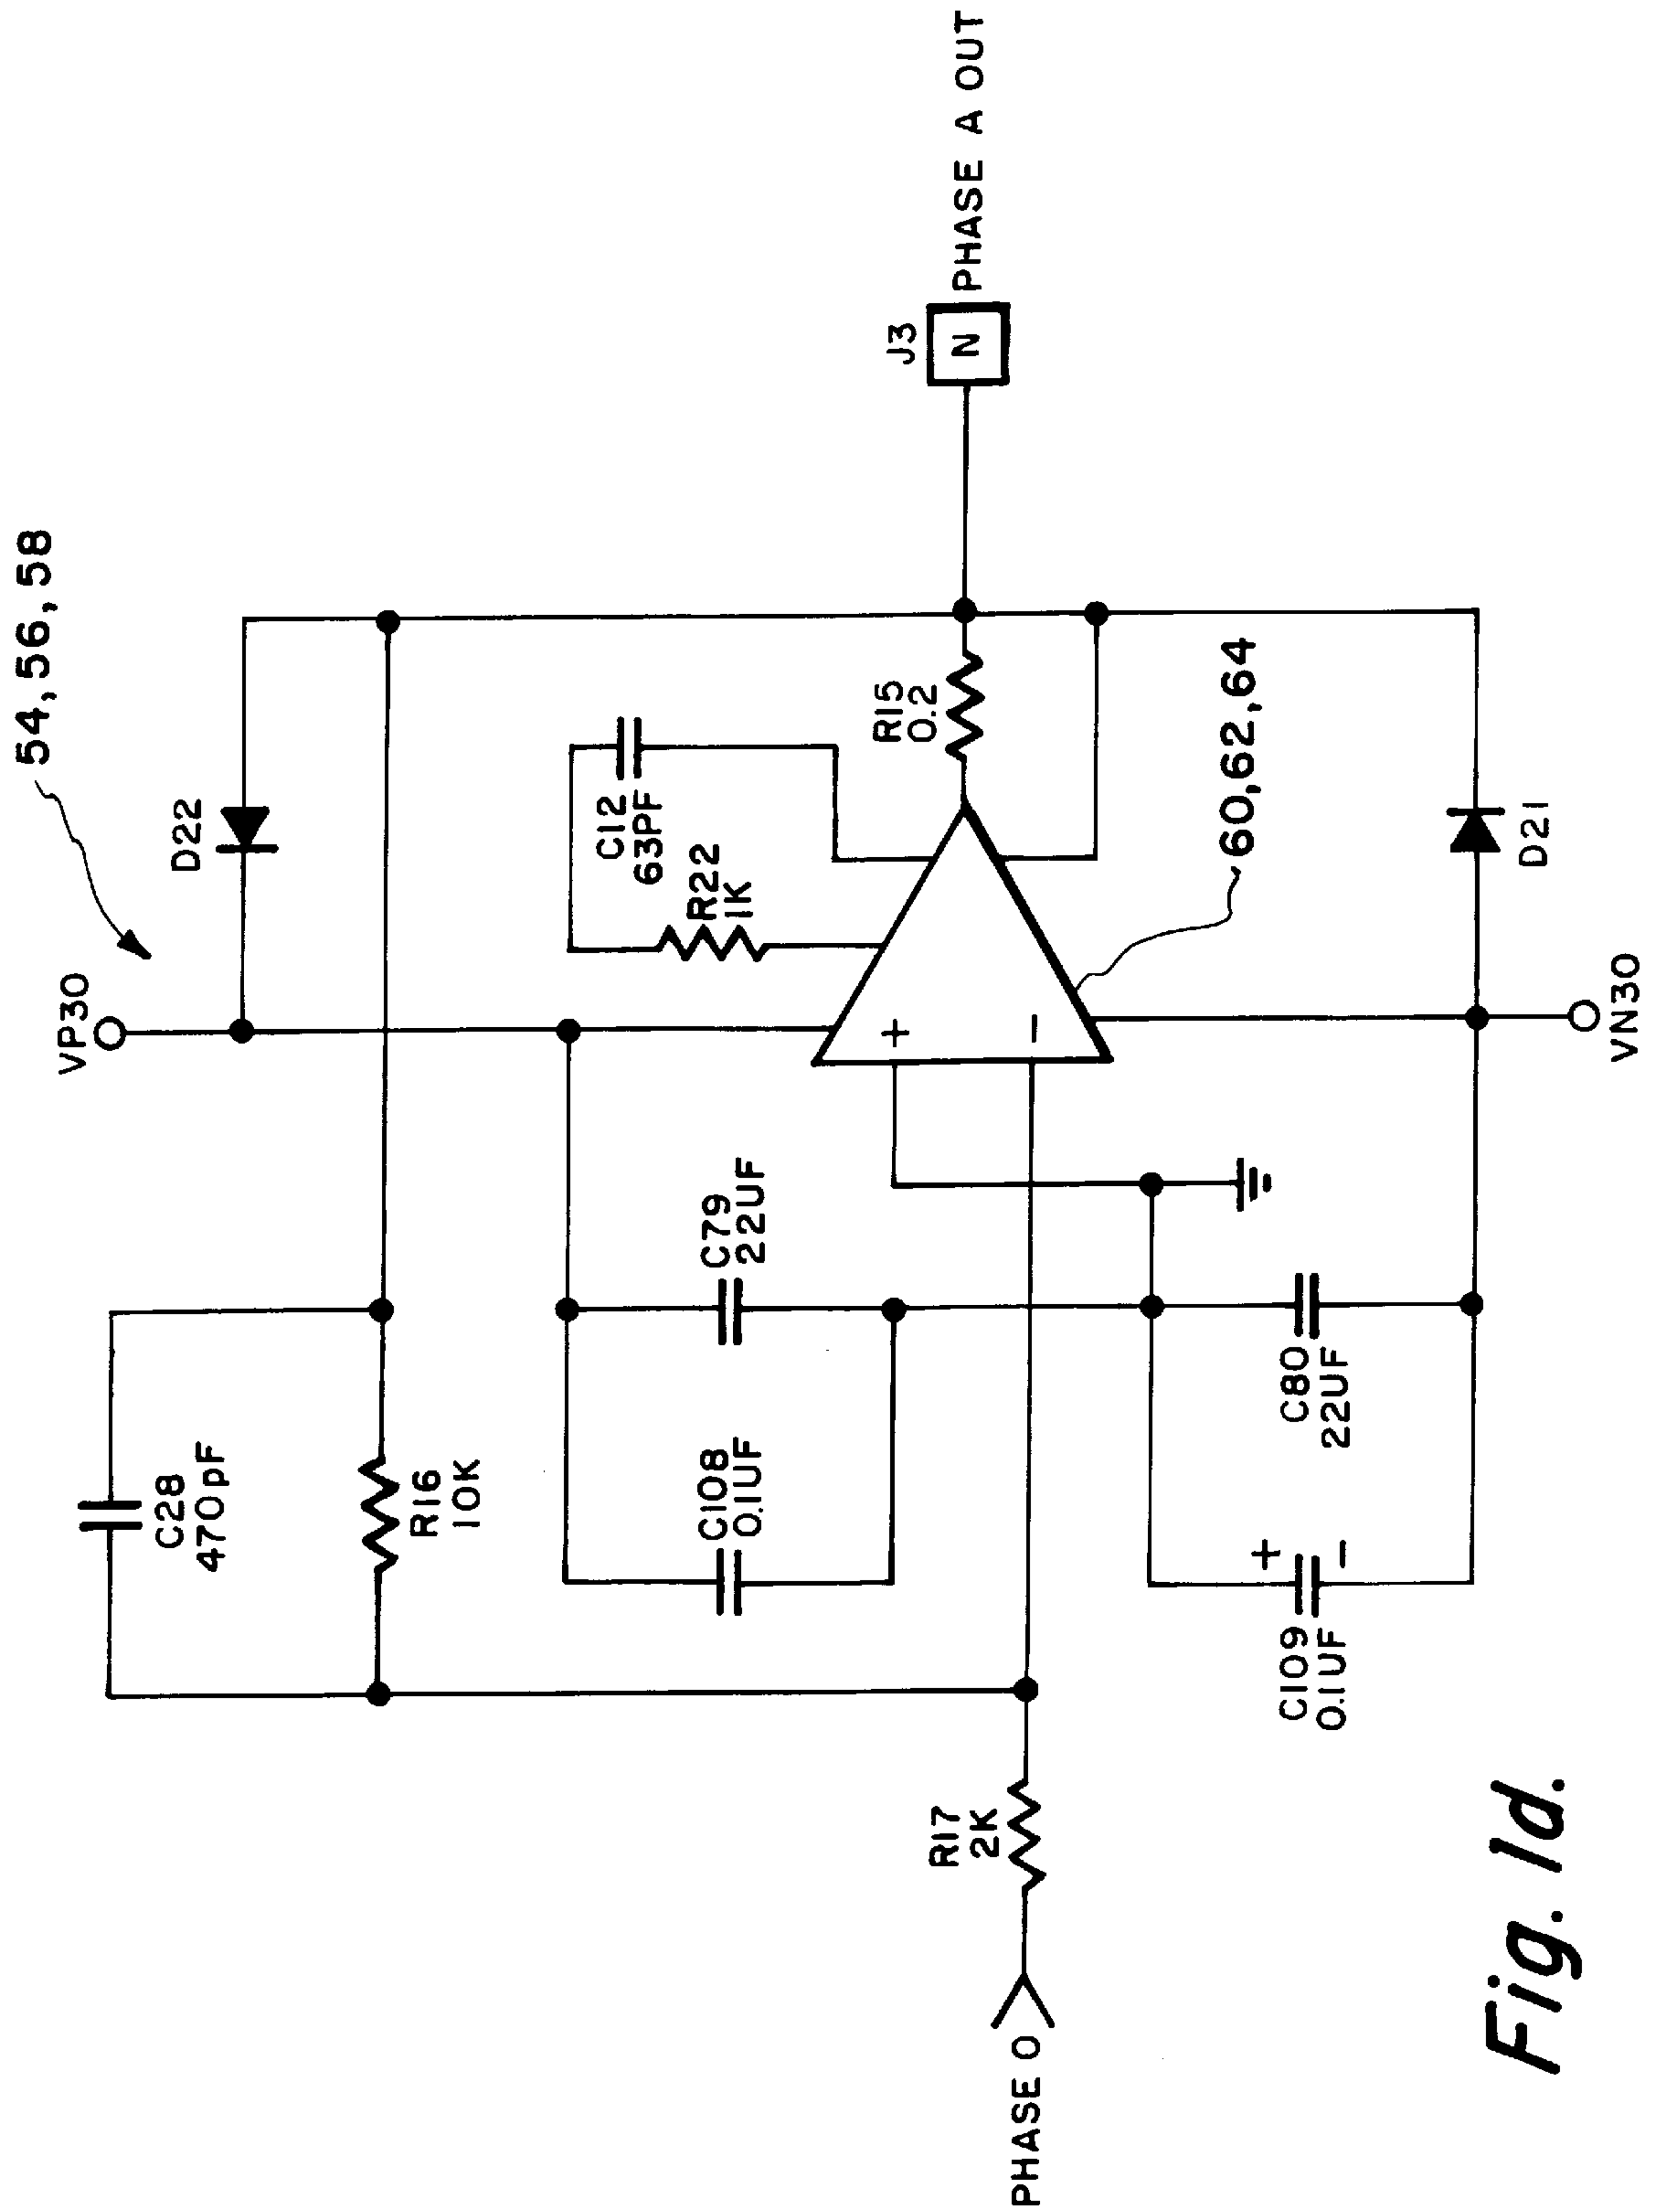 54, 56, 58
VP30
D22
C28
470pF
R16
10K
C108
0.1UF
C79
22UF
R22
1K
C12
63PF
+
−
R15
0.2
J3
N
PHASE A OUT
60, 62, 64
R17
2K
PHASE 0
C109
0.1UF
+
−
C80
22UF
VN30
D21
Fig. 1d.